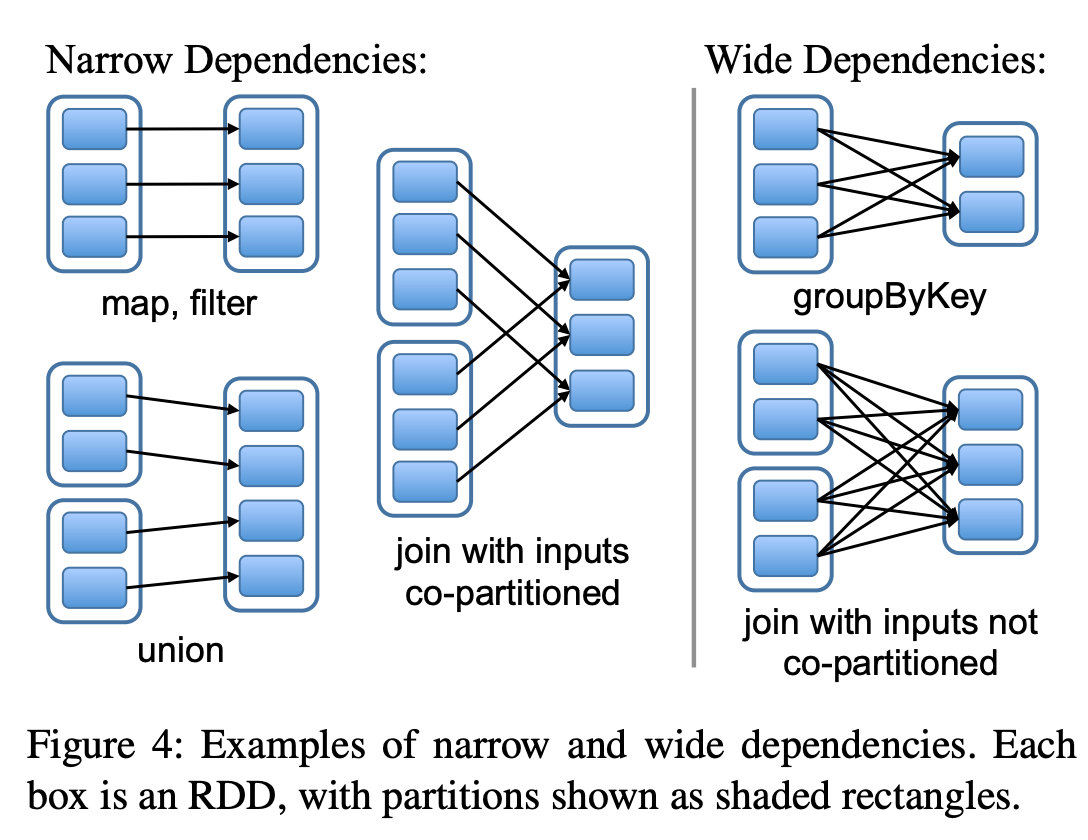 Narrow Dependencies:
map, filter
union
join with inputs
co-partitioned
Wide Dependencies:
groupByKey
join with inputs not
co-partitioned
Figure 4: Examples of narrow and wide dependencies. Each
box is an RDD, with partitions shown as shaded rectangles.